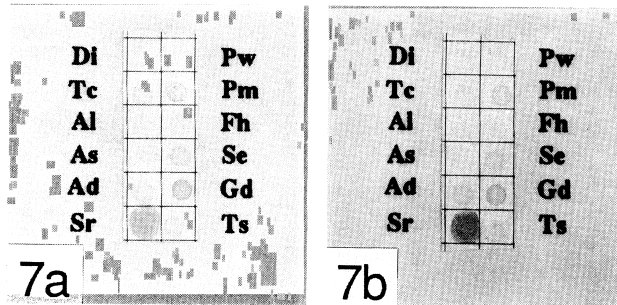 Di Pw
Tc Pm
Al Fh
As Se
Ad Gd
Sr Ts
7a
Di Pw
Tc Pm
Al Fh
As Se
Ad Gd
Sr Ts
7b